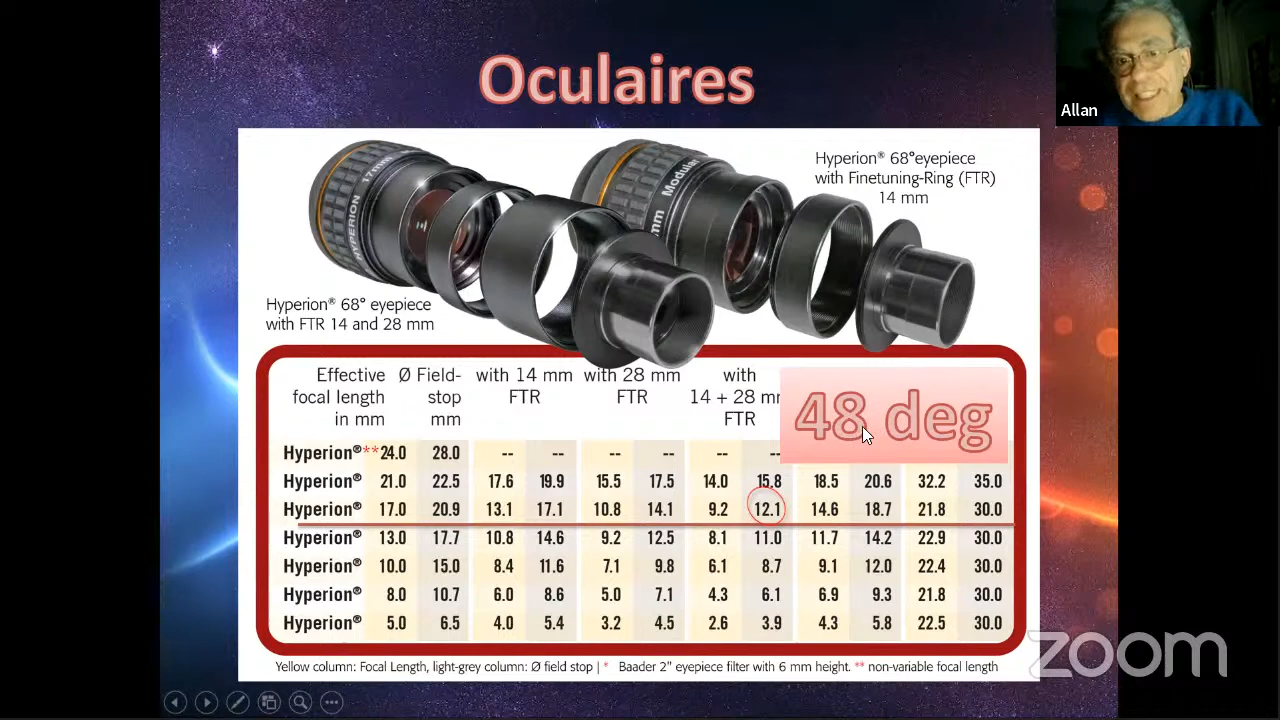 Oculaires
Allan
Hyperion® 68°eyepiece
with Finetuning-Ring (FTR)
14 mm
HYPERION 17mm
Modular
mm
Hyperion® 68° eyepiece
with FTR 14 and 28 mm
Effective focal length in mm Ø Field-stop mm with 14 mm FTR with 28 mm FTR with 14 + 28 mm FTR
48 deg
Hyperion®**24.0 28.0 -- -- -- -- -- --
Hyperion® 21.0 22.5 17.6 19.9 15.5 17.5 14.0 15.8 18.5 20.6 32.2 35.0
Hyperion® 17.0 20.9 13.1 17.1 10.8 14.1 9.2 12.1 14.6 18.7 21.8 30.0
Hyperion® 13.0 17.7 10.8 14.6 9.2 12.5 8.1 11.0 11.7 14.2 22.9 30.0
Hyperion® 10.0 15.0 8.4 11.6 7.1 9.8 6.1 8.7 9.1 12.0 22.4 30.0
Hyperion® 8.0 10.7 6.0 8.6 5.0 7.1 4.3 6.1 6.9 9.3 21.8 30.0
Hyperion® 5.0 6.5 4.0 5.4 3.2 4.5 2.6 3.9 4.3 5.8 22.5 30.0
Yellow column: Focal Length, light-grey column: Ø field stop | * Baader 2" eyepiece filter with 6 mm height. ** non-variable focal length
zoom